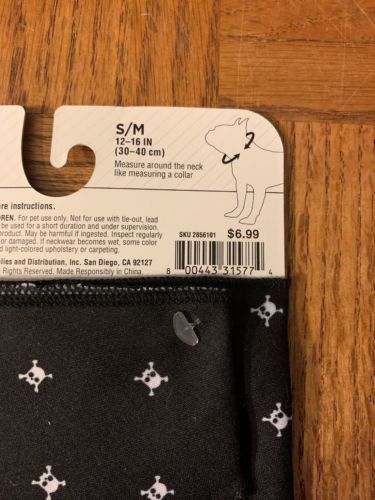 S/M
12–16 IN
(30–40 cm)
Measure around the neck
like measuring a collar
re instructions.
REN. For pet use only. Not for use with tie-out, lead
be used for a short duration and under supervision.
product. May be harmful if ingested. Inspect regularly
or damaged. If neckwear becomes wet, some color
light-colored upholstery or carpeting.
plies and Distribution, Inc. San Diego, CA 92127
Rights Reserved. Made Responsibly in China.
SKU 2856101 $6.99
8 00443 31577 4